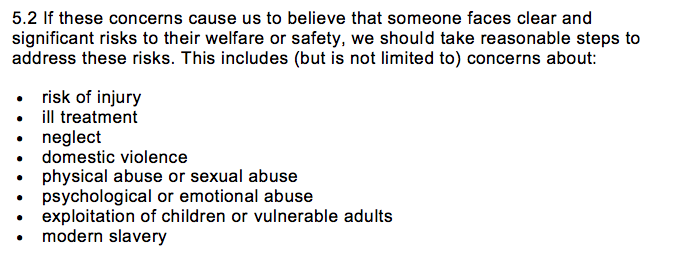 5.2 If these concerns cause us to believe that someone faces clear and
significant risks to their welfare or safety, we should take reasonable steps to
address these risks. This includes (but is not limited to) concerns about:
• risk of injury
• ill treatment
• neglect
• domestic violence
• physical abuse or sexual abuse
• psychological or emotional abuse
• exploitation of children or vulnerable adults
• modern slavery